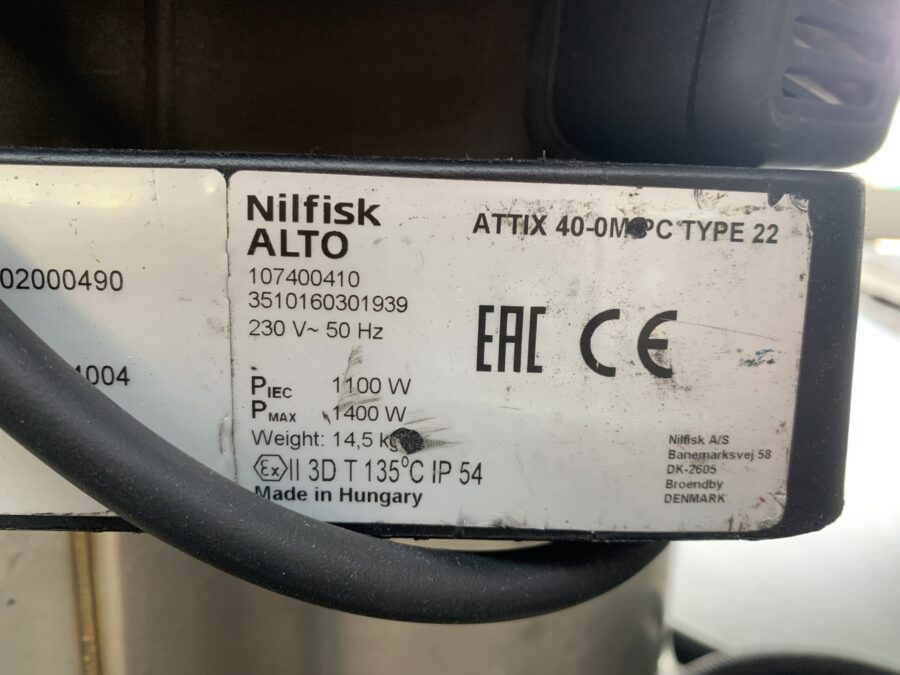 02000490
1004
Nilfisk
ALTO
107400410
3510160301939
230 V~ 50 Hz
PIEC 1100 W
PMAX 1400 W
Weight: 14,5 kg
Ex II 3D T 135°C IP 54
Made in Hungary
ATTIX 40-0M PC TYPE 22
EAC CE
Nilfisk A/S
Banemarksvej 58
DK-2605
Broendby
DENMARK